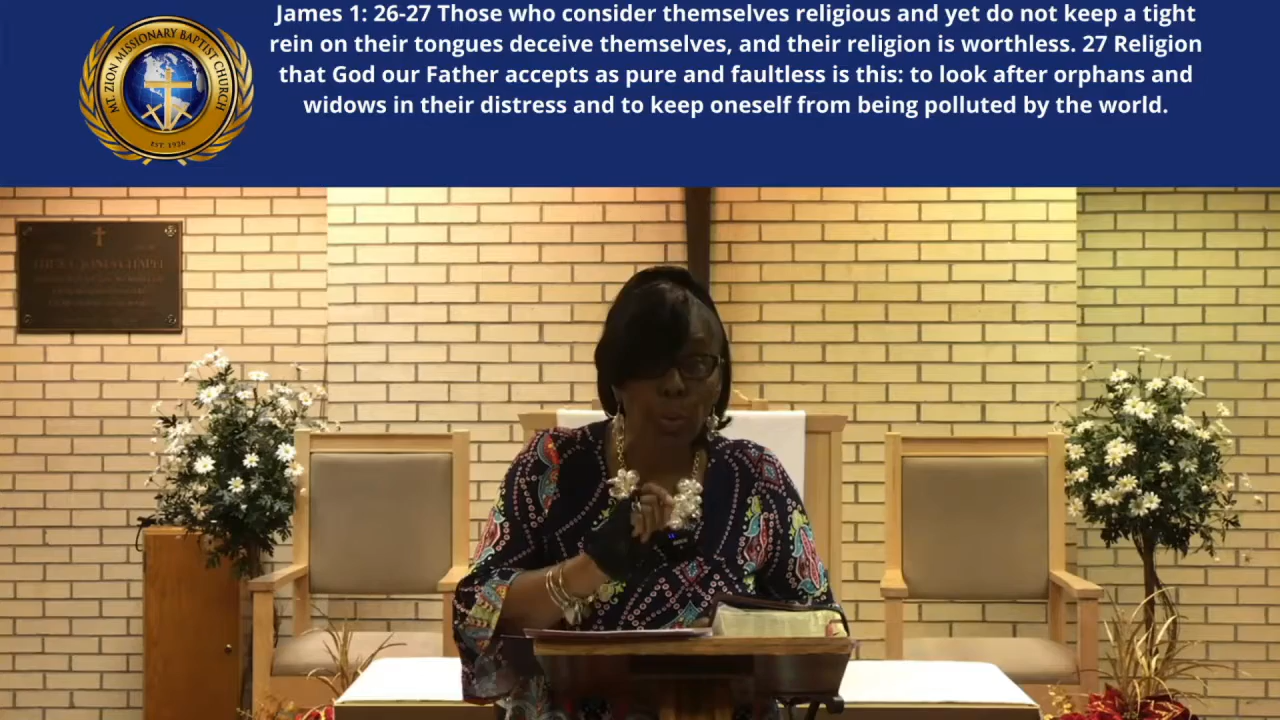 James 1: 26-27 Those who consider themselves religious and yet do not keep a tight
rein on their tongues deceive themselves, and their religion is worthless. 27 Religion
that God our Father accepts as pure and faultless is this: to look after orphans and
widows in their distress and to keep oneself from being polluted by the world.
MT. ZION MISSIONARY BAPTIST CHURCH
EST. 1926